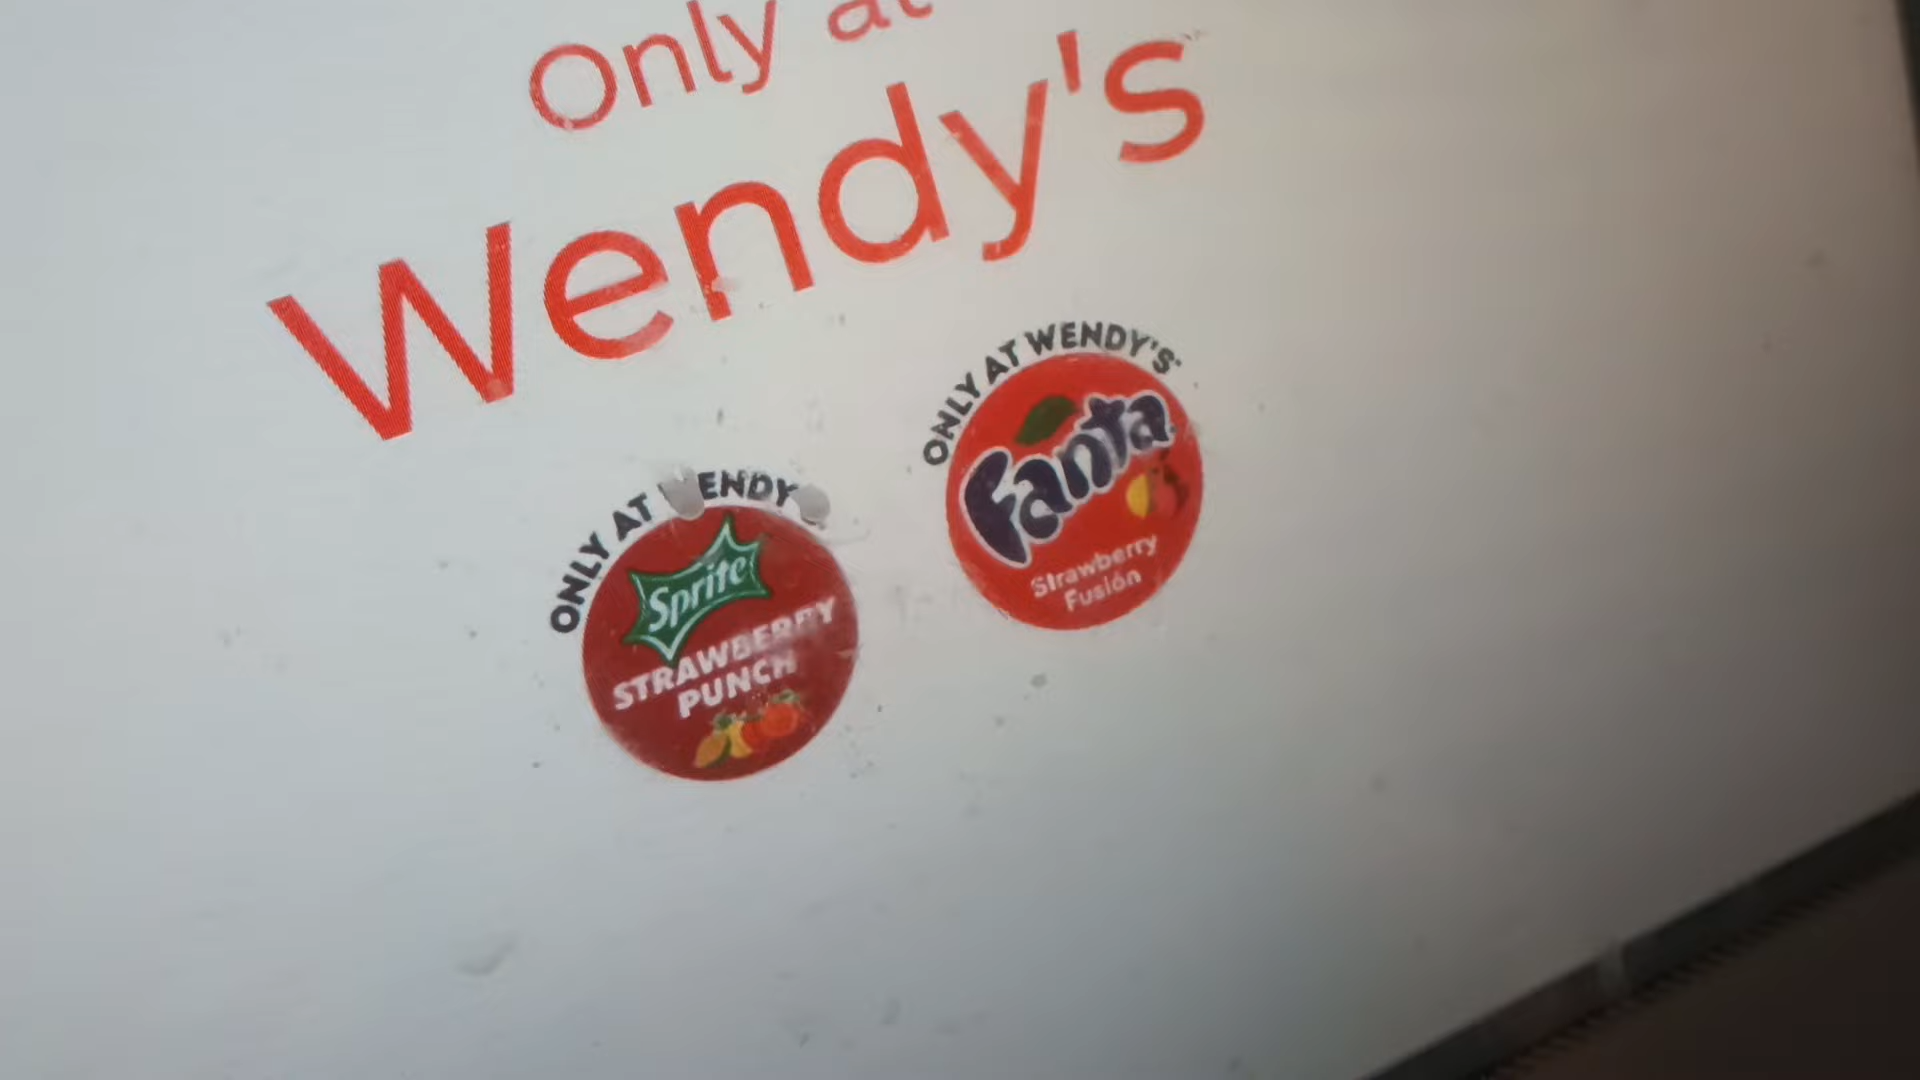 Only at
Wendy's
ONLY AT WENDY'S
Fanta
Strawberry
Fusión
ONLY AT WENDY
Sprite
STRAWBERRY
PUNCH